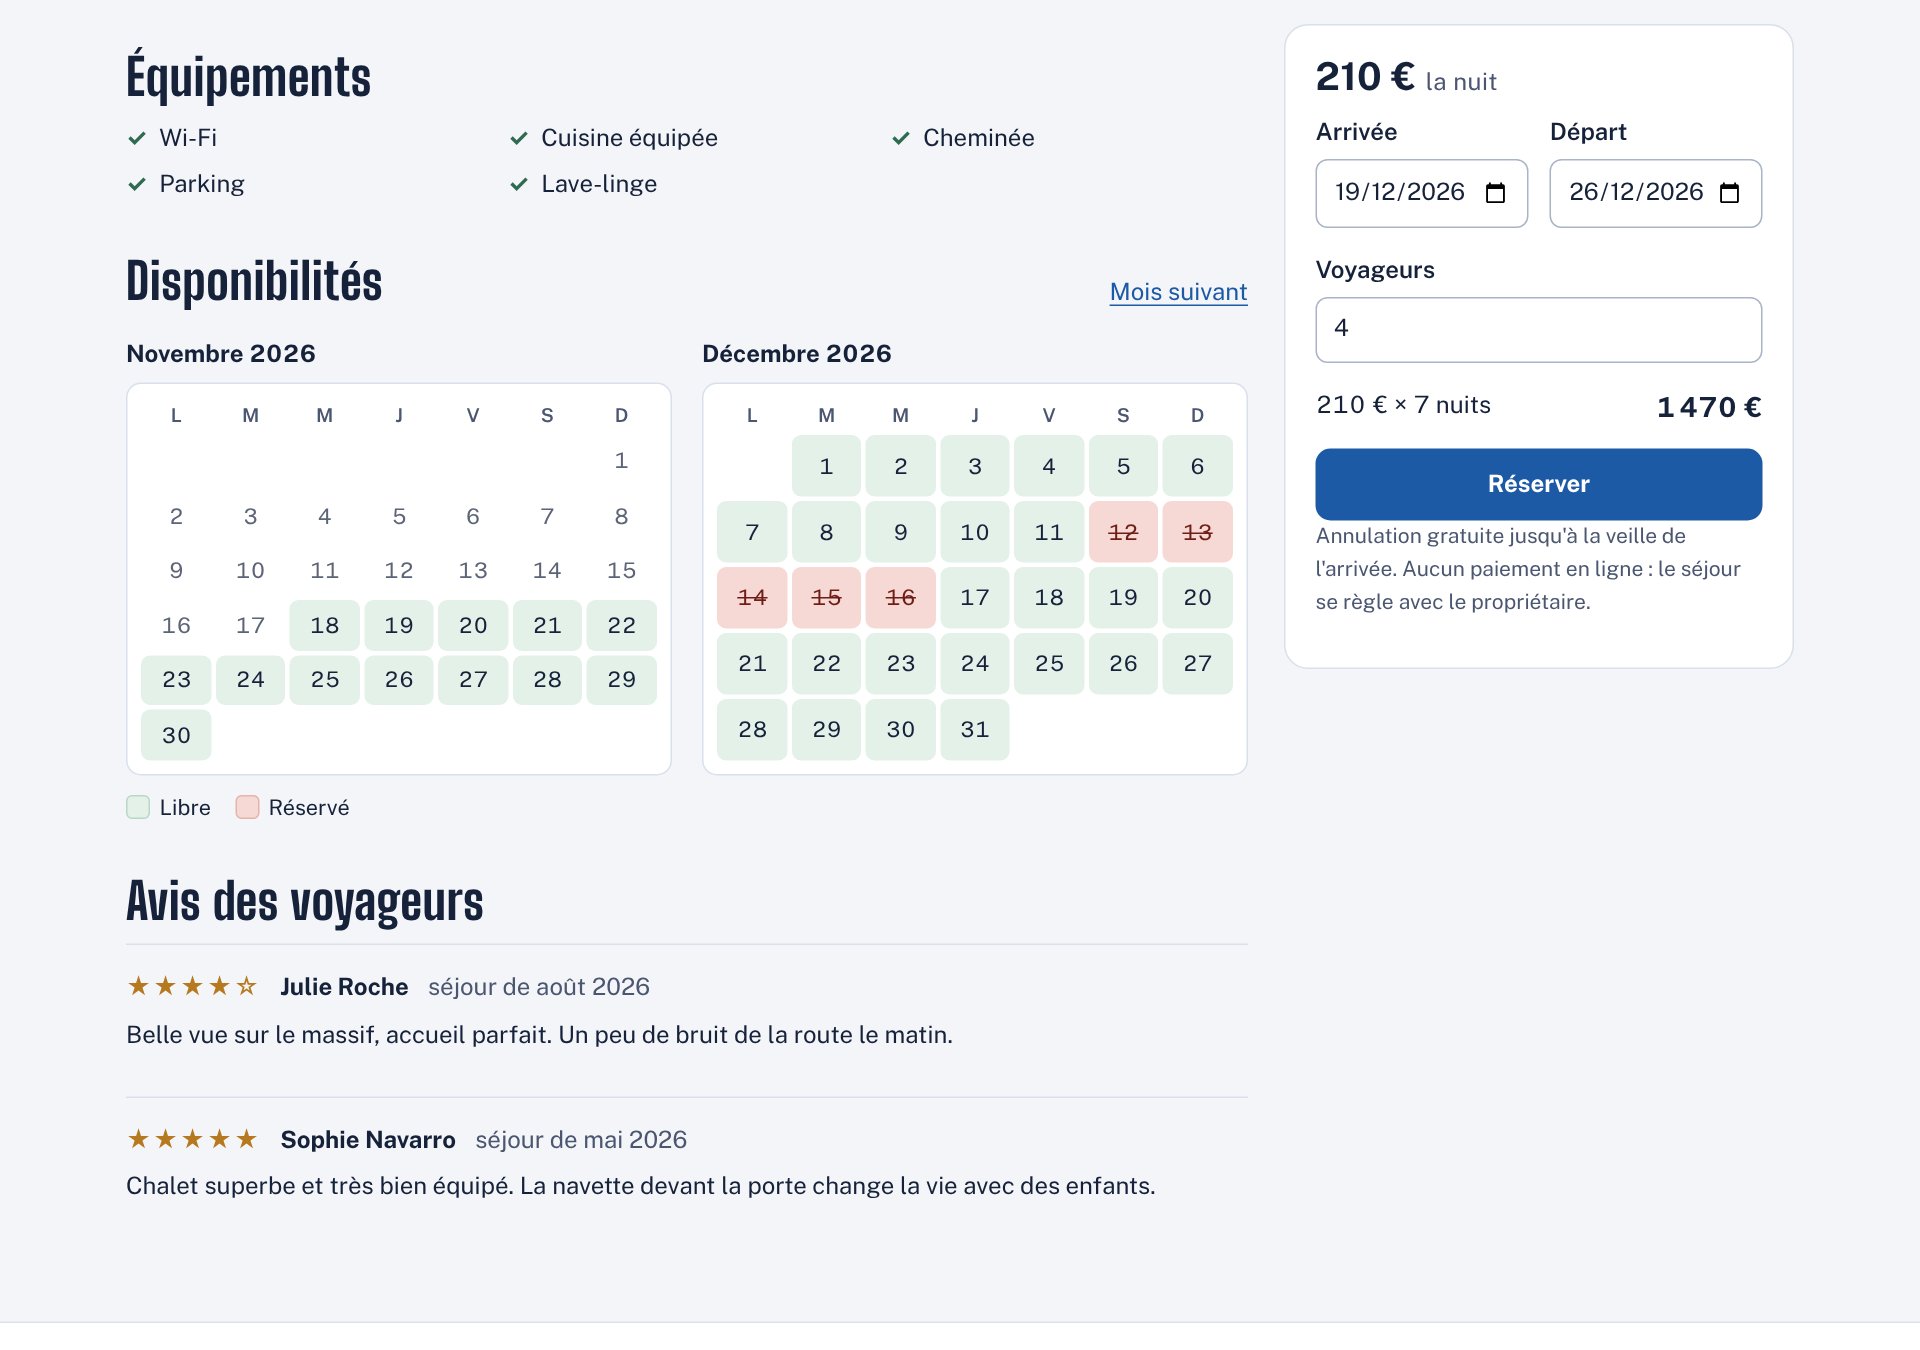 Équipements
Wi-Fi
Cuisine équipée
Cheminée
Parking
Lave-linge
Disponibilités
Mois suivant
Novembre 2026
L M M J V S D
1
2 3 4 5 6 7 8
9 10 11 12 13 14 15
16 17 18 19 20 21 22
23 24 25 26 27 28 29
30
Décembre 2026
L M M J V S D
1 2 3 4 5 6
7 8 9 10 11 12 13
14 15 16 17 18 19 20
21 22 23 24 25 26 27
28 29 30 31
Libre
Réservé
Avis des voyageurs
★★★★☆ Julie Roche séjour de août 2026
Belle vue sur le massif, accueil parfait. Un peu de bruit de la route le matin.
★★★★★ Sophie Navarro séjour de mai 2026
Chalet superbe et très bien équipé. La navette devant la porte change la vie avec des enfants.
210 € la nuit
Arrivée
Départ
19/12/2026
26/12/2026
Voyageurs
4
210 € × 7 nuits
1 470 €
Réserver
Annulation gratuite jusqu'à la veille de
l'arrivée. Aucun paiement en ligne : le séjour
se règle avec le propriétaire.